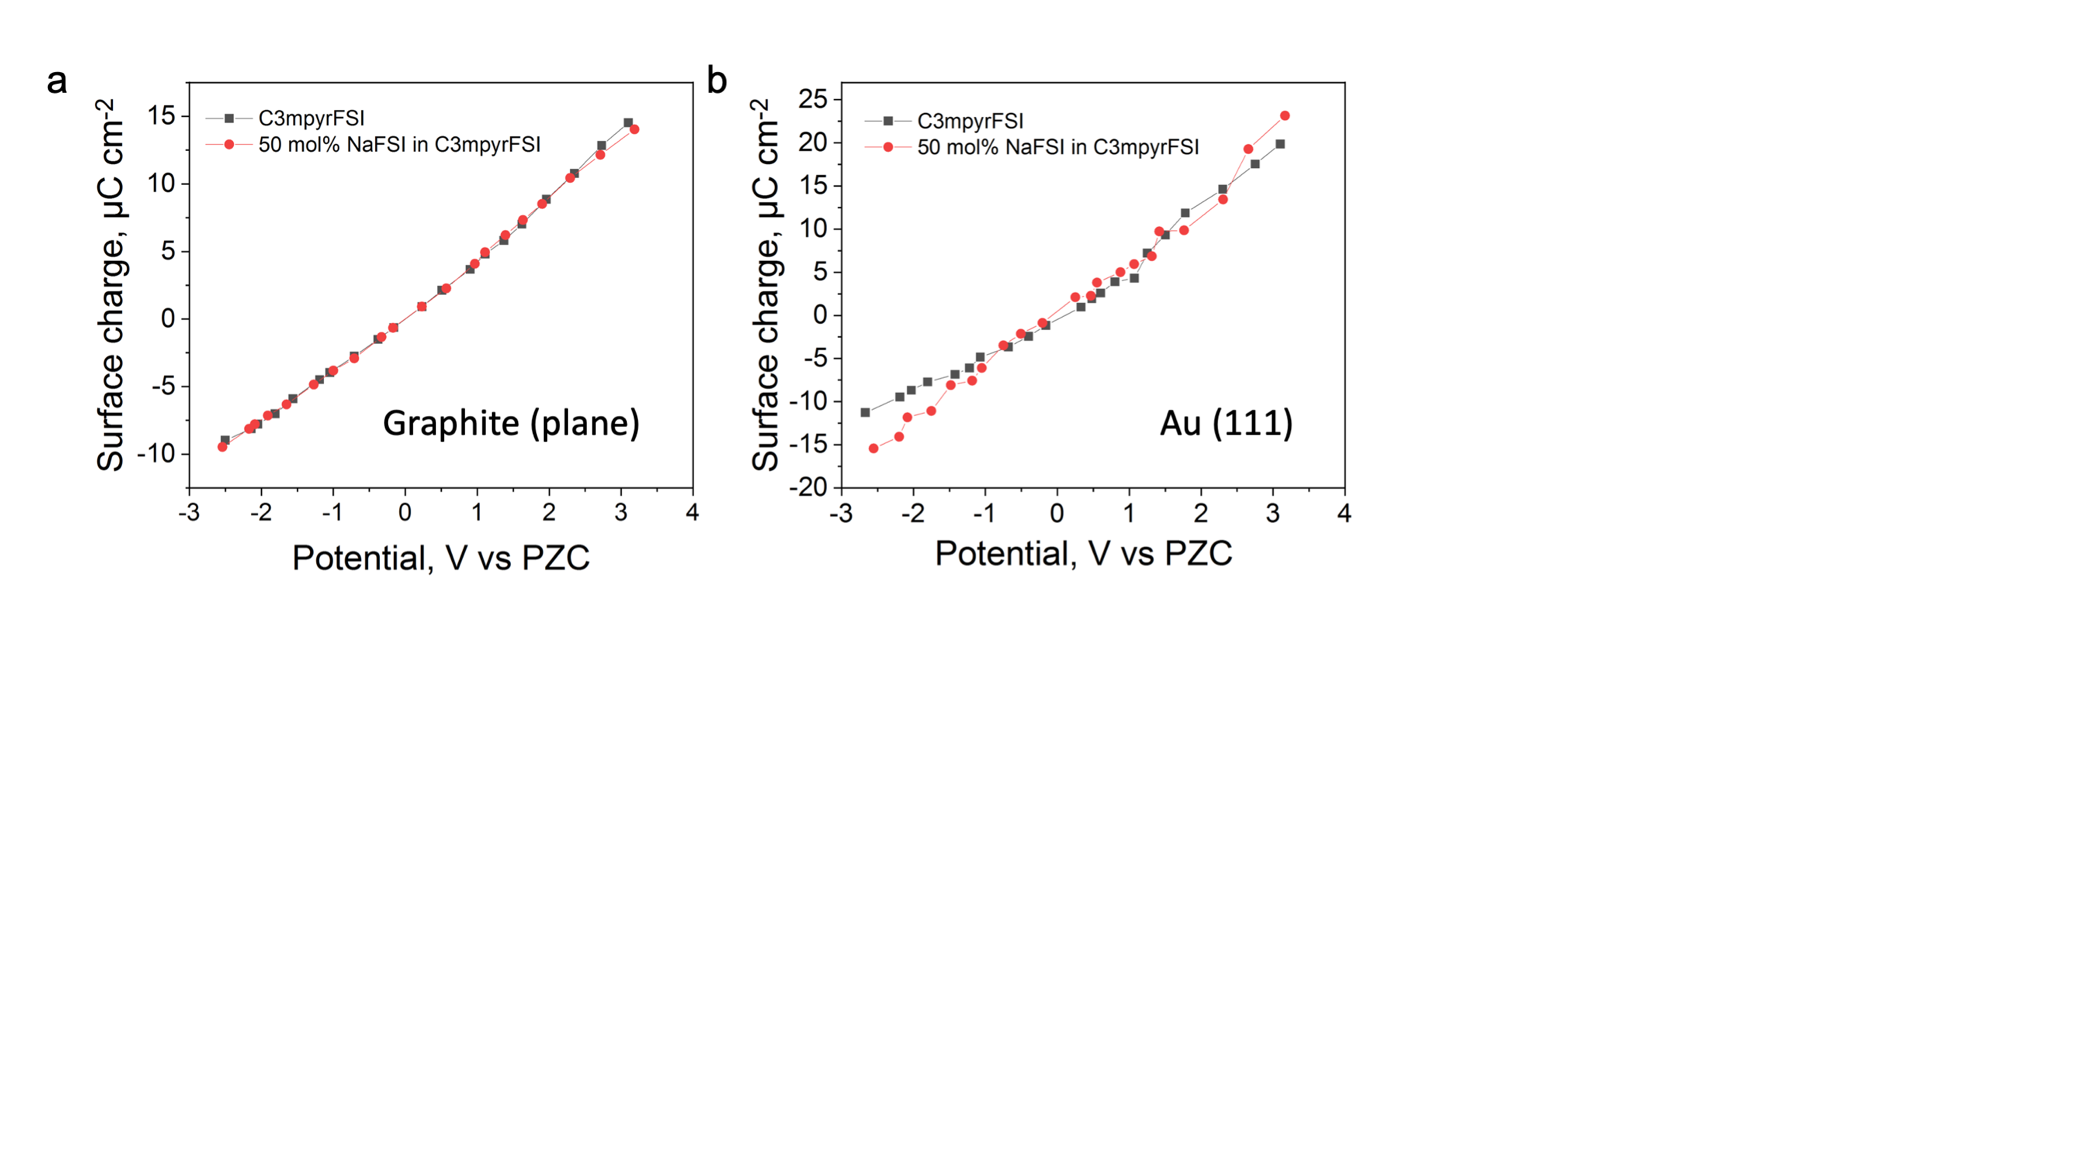 a
Surface charge, µC cm-2
15
10
5
0
-5
-10
C3mpyrFSI
50 mol% NaFSI in C3mpyrFSI
Graphite (plane)
-3 -2 -1 0 1 2 3 4
Potential, V vs PZC
b
Surface charge, µC cm-2
25
20
15
10
5
0
-5
-10
-15
-20
C3mpyrFSI
50 mol% NaFSI in C3mpyrFSI
Au (111)
-3 -2 -1 0 1 2 3 4
Potential, V vs PZC